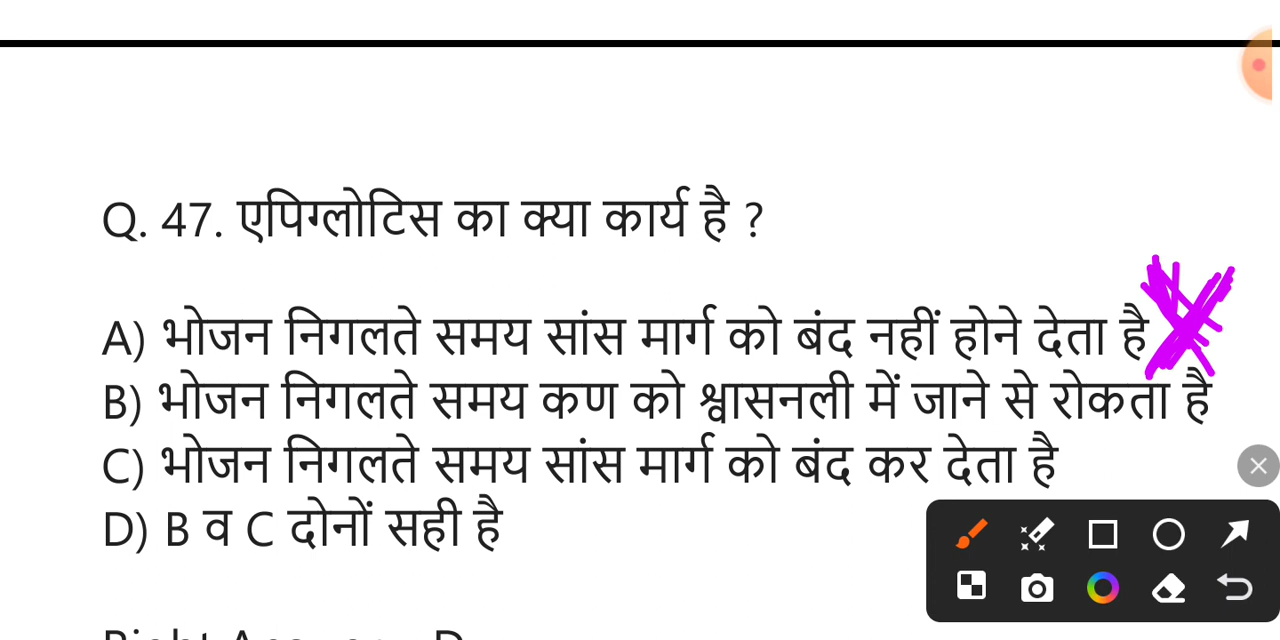 Q. 47. एपिग्लोटिस का क्या कार्य है ?
A) भोजन निगलते समय सांस मार्ग को बंद नहीं होने देता है
B) भोजन निगलते समय कण को श्वासनली में जाने से रोकता है
C) भोजन निगलते समय सांस मार्ग को बंद कर देता है
D) B व C दोनों सही है